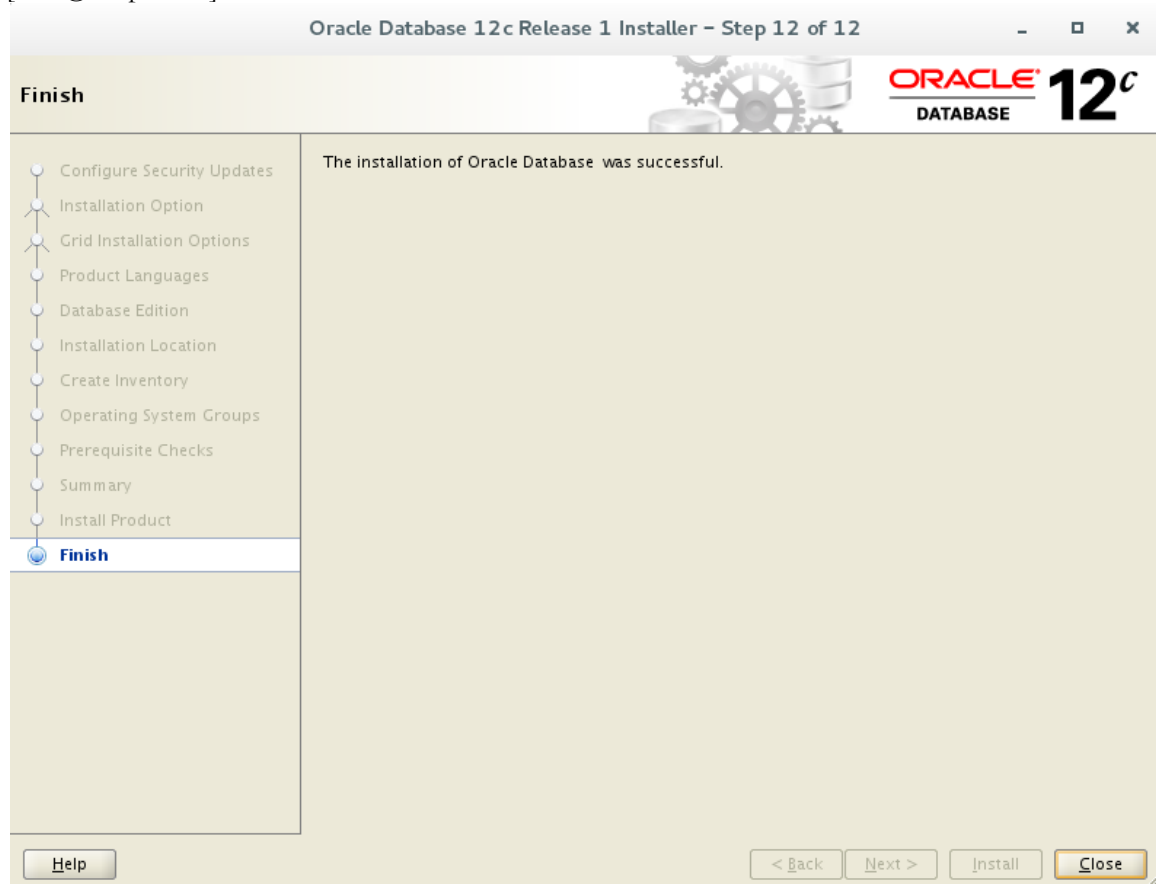 Oracle Database 12c Release 1 Installer – Step 12 of 12
Finish
ORACLE
DATABASE
12c
Configure Security Updates
Installation Option
Grid Installation Options
Product Languages
Database Edition
Installation Location
Create Inventory
Operating System Groups
Prerequisite Checks
Summary
Install Product
Finish
The installation of Oracle Database was successful.
Help
< Back
Next >
Install
Close